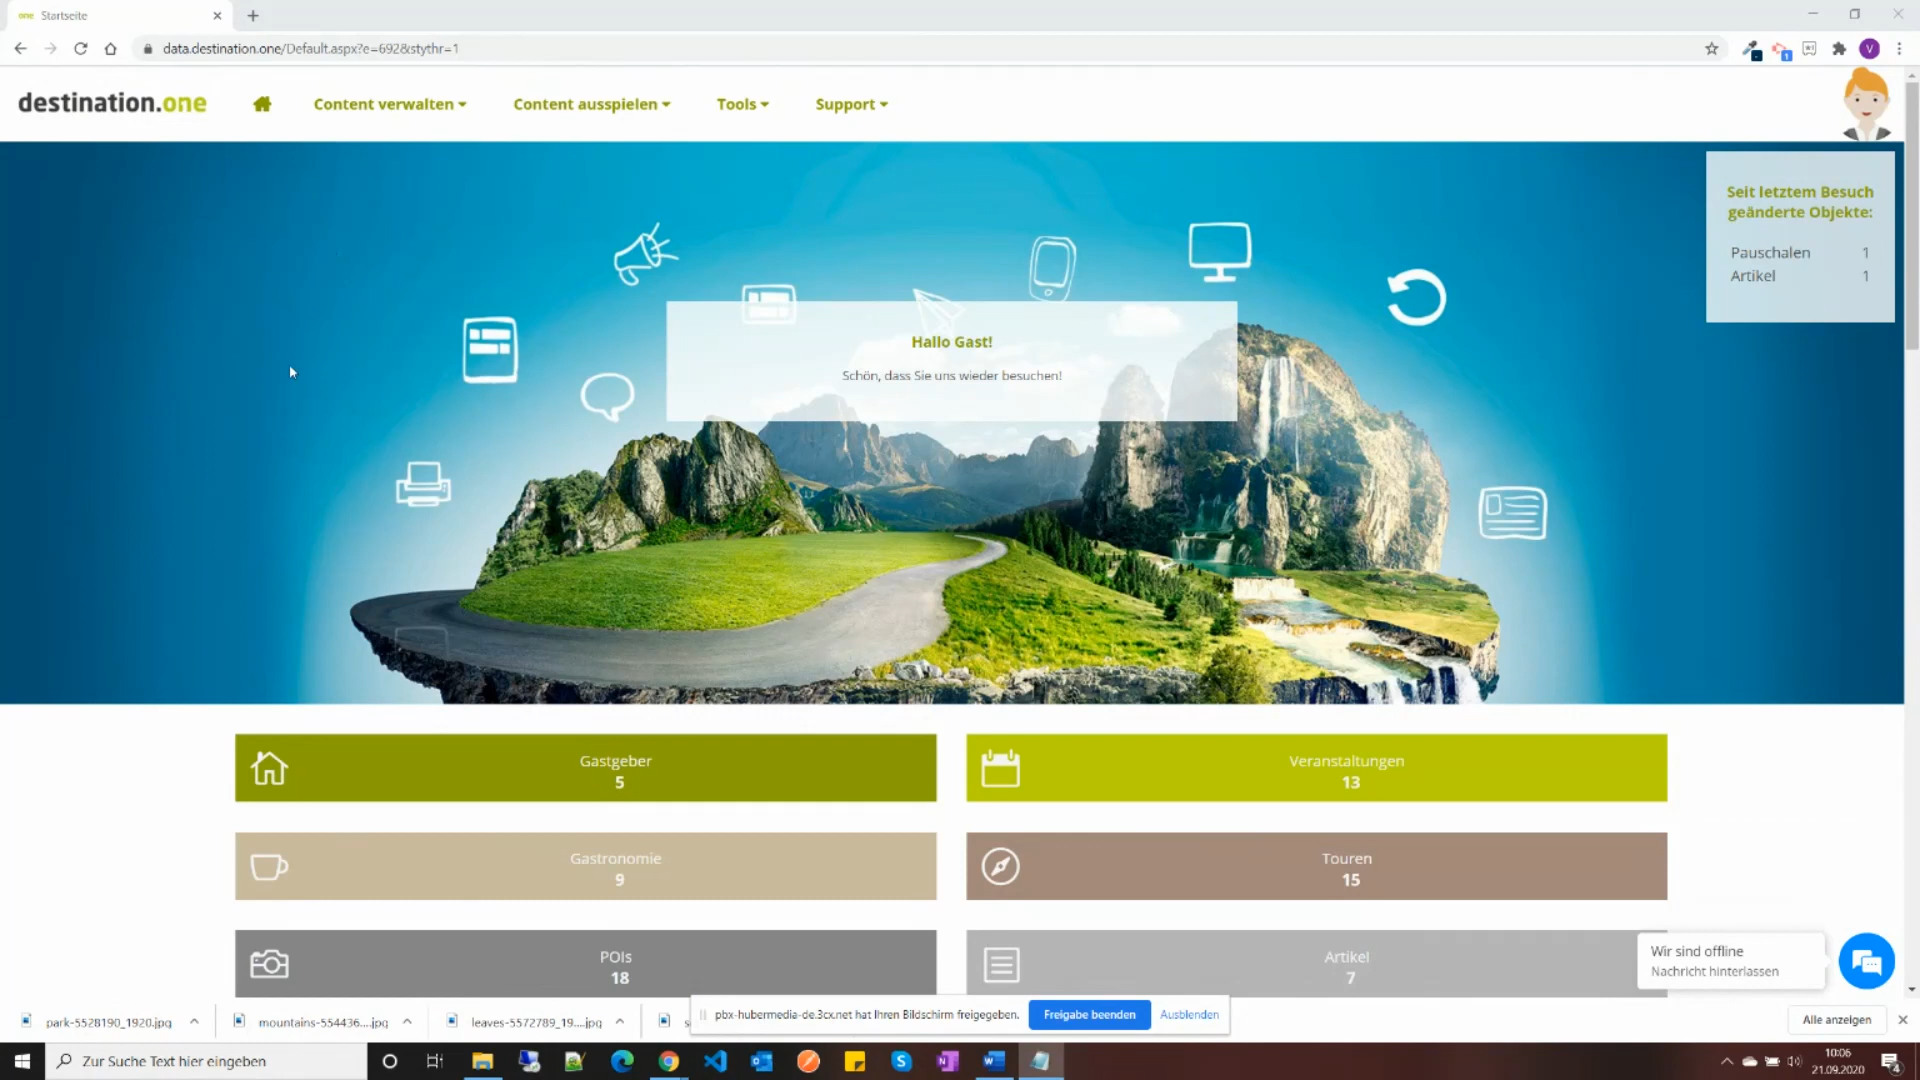 one Startseite
data.destination.one/Default.aspx?e=692&stythr=1
V
1
destination.one
Content verwalten
Content ausspielen
Tools
Support
Seit letztem Besuch
geänderte Objekte:
Pauschalen 1
Artikel 1
Hallo Gast!
Schön, dass Sie uns wieder besuchen!
Gastgeber
5
Veranstaltungen
13
Gastronomie
9
Touren
15
POIs
18
Artikel
7
Wir sind offline
Nachricht hinterlassen
park-5528190_1920.jpg
mountains-554436....jpg
leaves-5572789_19....jpg
pbx-hubermedia-de.3cx.net hat Ihren Bildschirm freigegeben.
Freigabe beenden
Ausblenden
Alle anzeigen
Zur Suche Text hier eingeben
10:06
21.09.2020
4